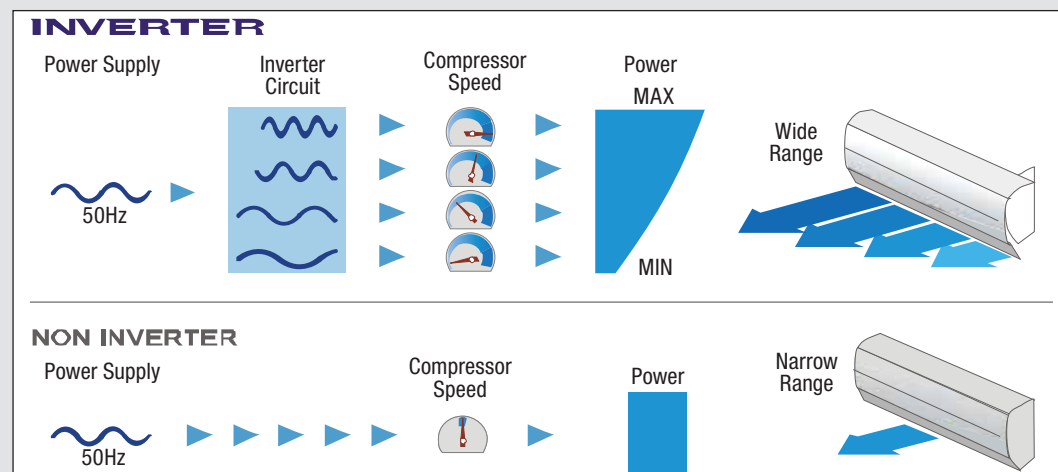 INVERTER
Power Supply
Inverter
Circuit
Compressor
Speed
Power
MAX
Wide
Range
50Hz
MIN
NON INVERTER
Power Supply
Compressor
Speed
Power
Narrow
Range
50Hz